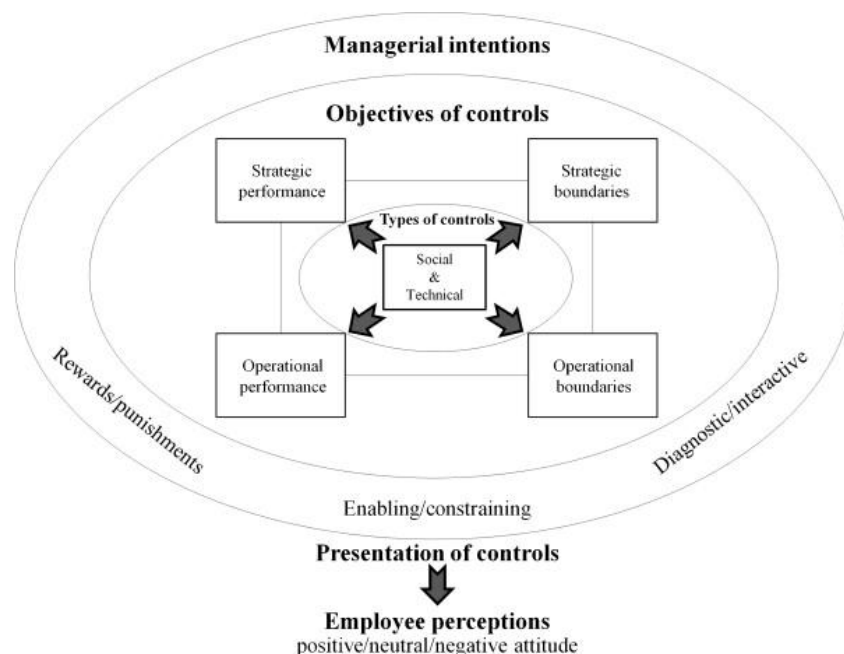 Managerial intentions
Objectives of controls
Strategic
performance
Strategic
boundaries
Types of controls
Social
&
Technical
Operational
performance
Operational
boundaries
Rewards/punishments
Diagnostic/interactive
Enabling/constraining
Presentation of controls
Employee perceptions
positive/neutral/negative attitude